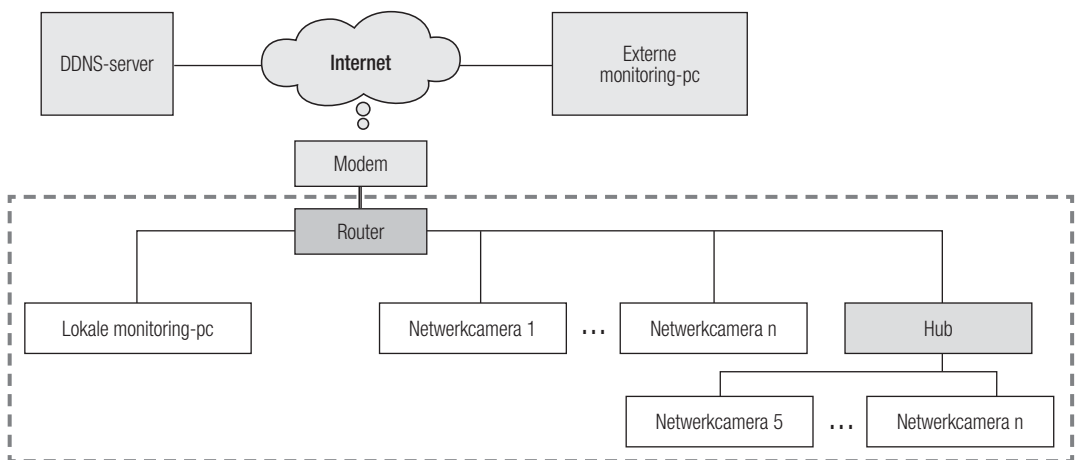 DDNS-server
Internet
Externe
monitoring-pc
Modem
Router
Lokale monitoring-pc
Netwerkcamera 1
...
Netwerkcamera n
Hub
Netwerkcamera 5
...
Netwerkcamera n